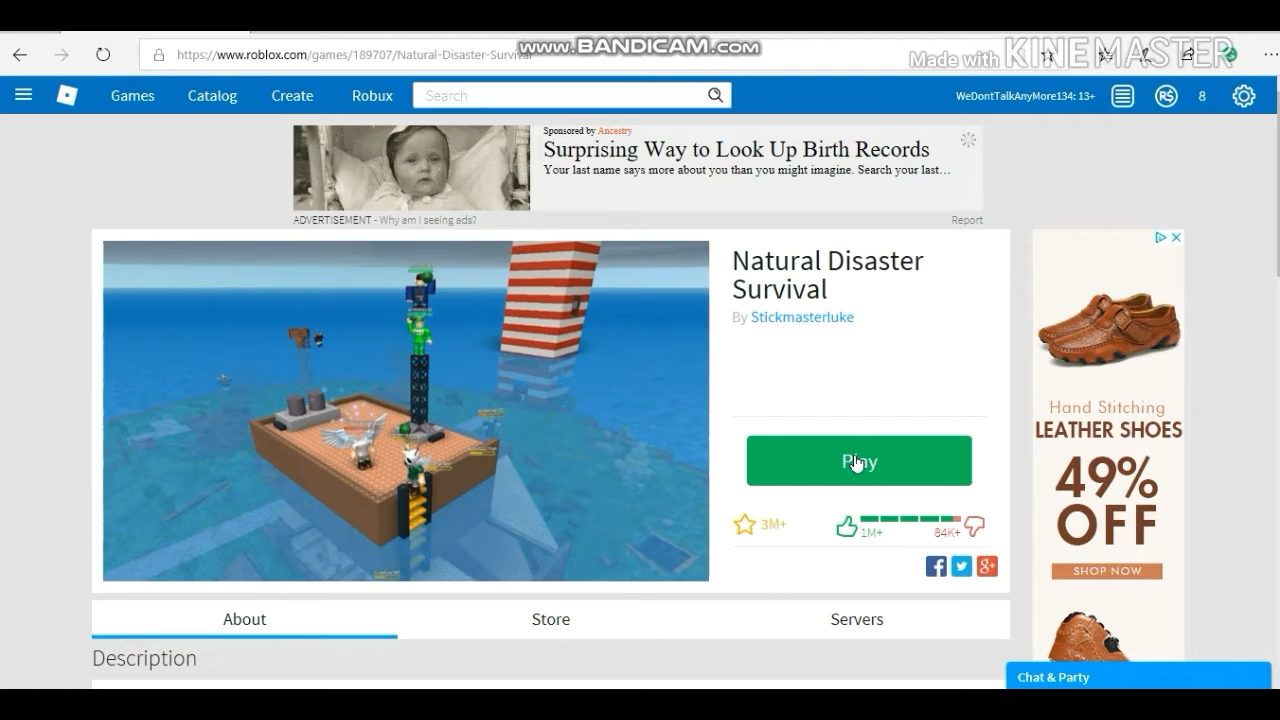 https://www.roblox.com/games/189707/Natural-Disaster-Survival
www.BANDICAM.com
Made with KINEMASTER
Games
Catalog
Create
Robux
Search
WeDontTalkAnyMore134: 13+
R$
8
Sponsored by Ancestry
Surprising Way to Look Up Birth Records
Your last name says more about you than you might imagine. Search your last...
ADVERTISEMENT - Why am I seeing ads?
Report
Natural Disaster
Survival
By Stickmasterluke
Play
3M+
1M+
84K+
Hand Stitching
LEATHER SHOES
49%
OFF
SHOP NOW
About
Store
Servers
Description
Chat & Party